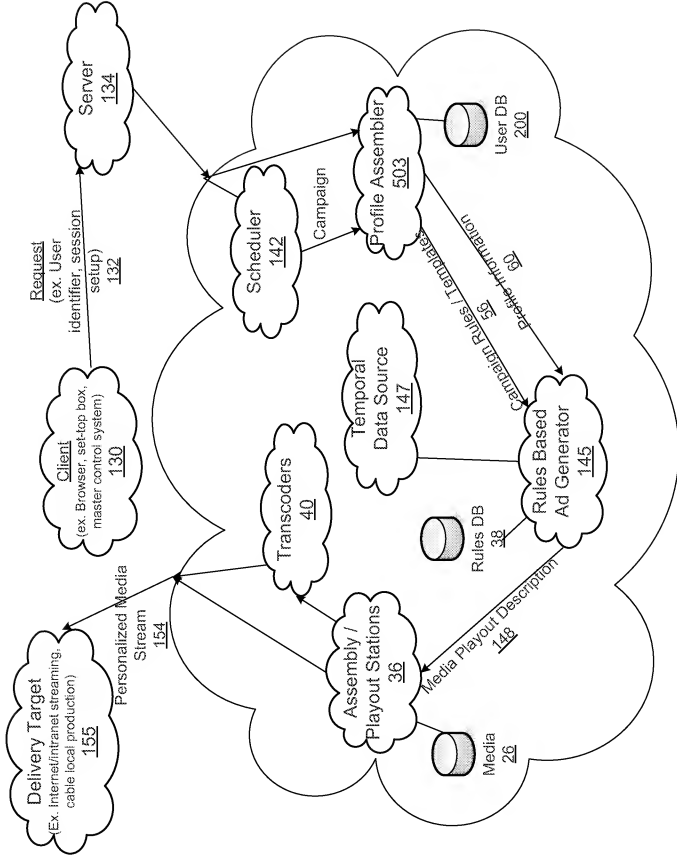 Delivery Target
(Ex. Internet/intranet streaming,
cable local production)
155
Personalized Media
Stream
154
Client
(ex. Browser, set-top box,
master control system)
130
Request
(ex. User
identifier, session
setup)
132
Server
134
Transcoders
40
Scheduler
142
Campaign
Assembly /
Playout Stations
36
Media
26
Temporal
Data Source
147
Profile Assembler
503
User DB
200
Campaign Rules / Templates
56
Profile Information
60
Rules DB
38
Media Playout Description
148
Rules Based
Ad Generator
145